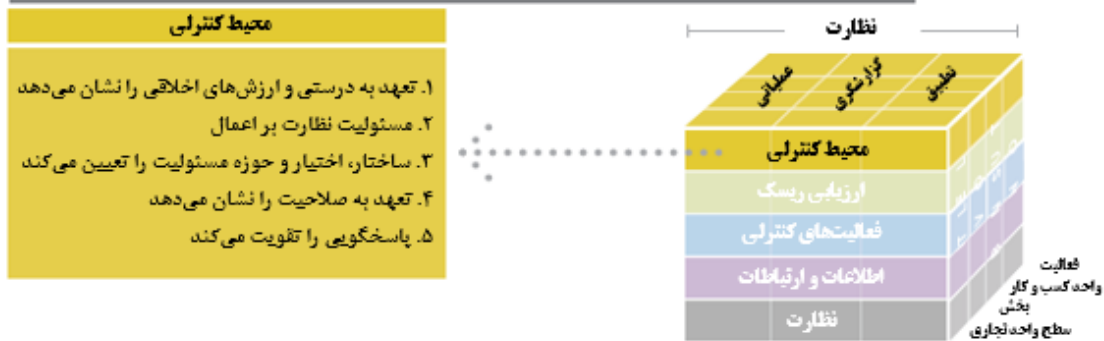 محیط کنترلی
۱. تعهد به درستی و ارزش‌های اخلاقی را نشان می‌دهد
۲. مسئولیت نظارت بر اعمال
۳. ساختار، اختیار و حوزه مسئولیت را تعیین می‌کند
۴. تعهد به صلاحیت را نشان می‌دهد
۵. پاسخگویی را تقویت می‌کند
نظارت
عملیاتی
گزارشگری
تطبیق
محیط کنترلی
ارزیابی ریسک
فعالیت‌های کنترلی
اطلاعات و ارتباطات
نظارت
فعالیت
واحد کسب و کار
بخش
سطح واحد تجاری